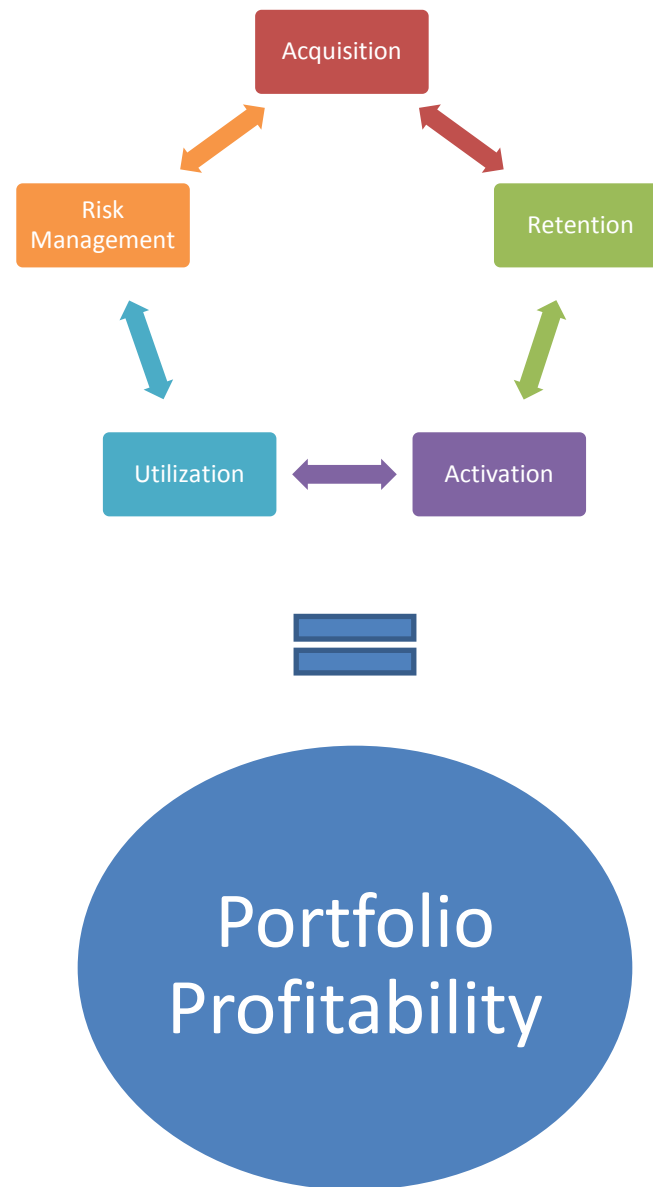 Acquisition
Risk
Management
Retention
Utilization
Activation
Portfolio
Profitability